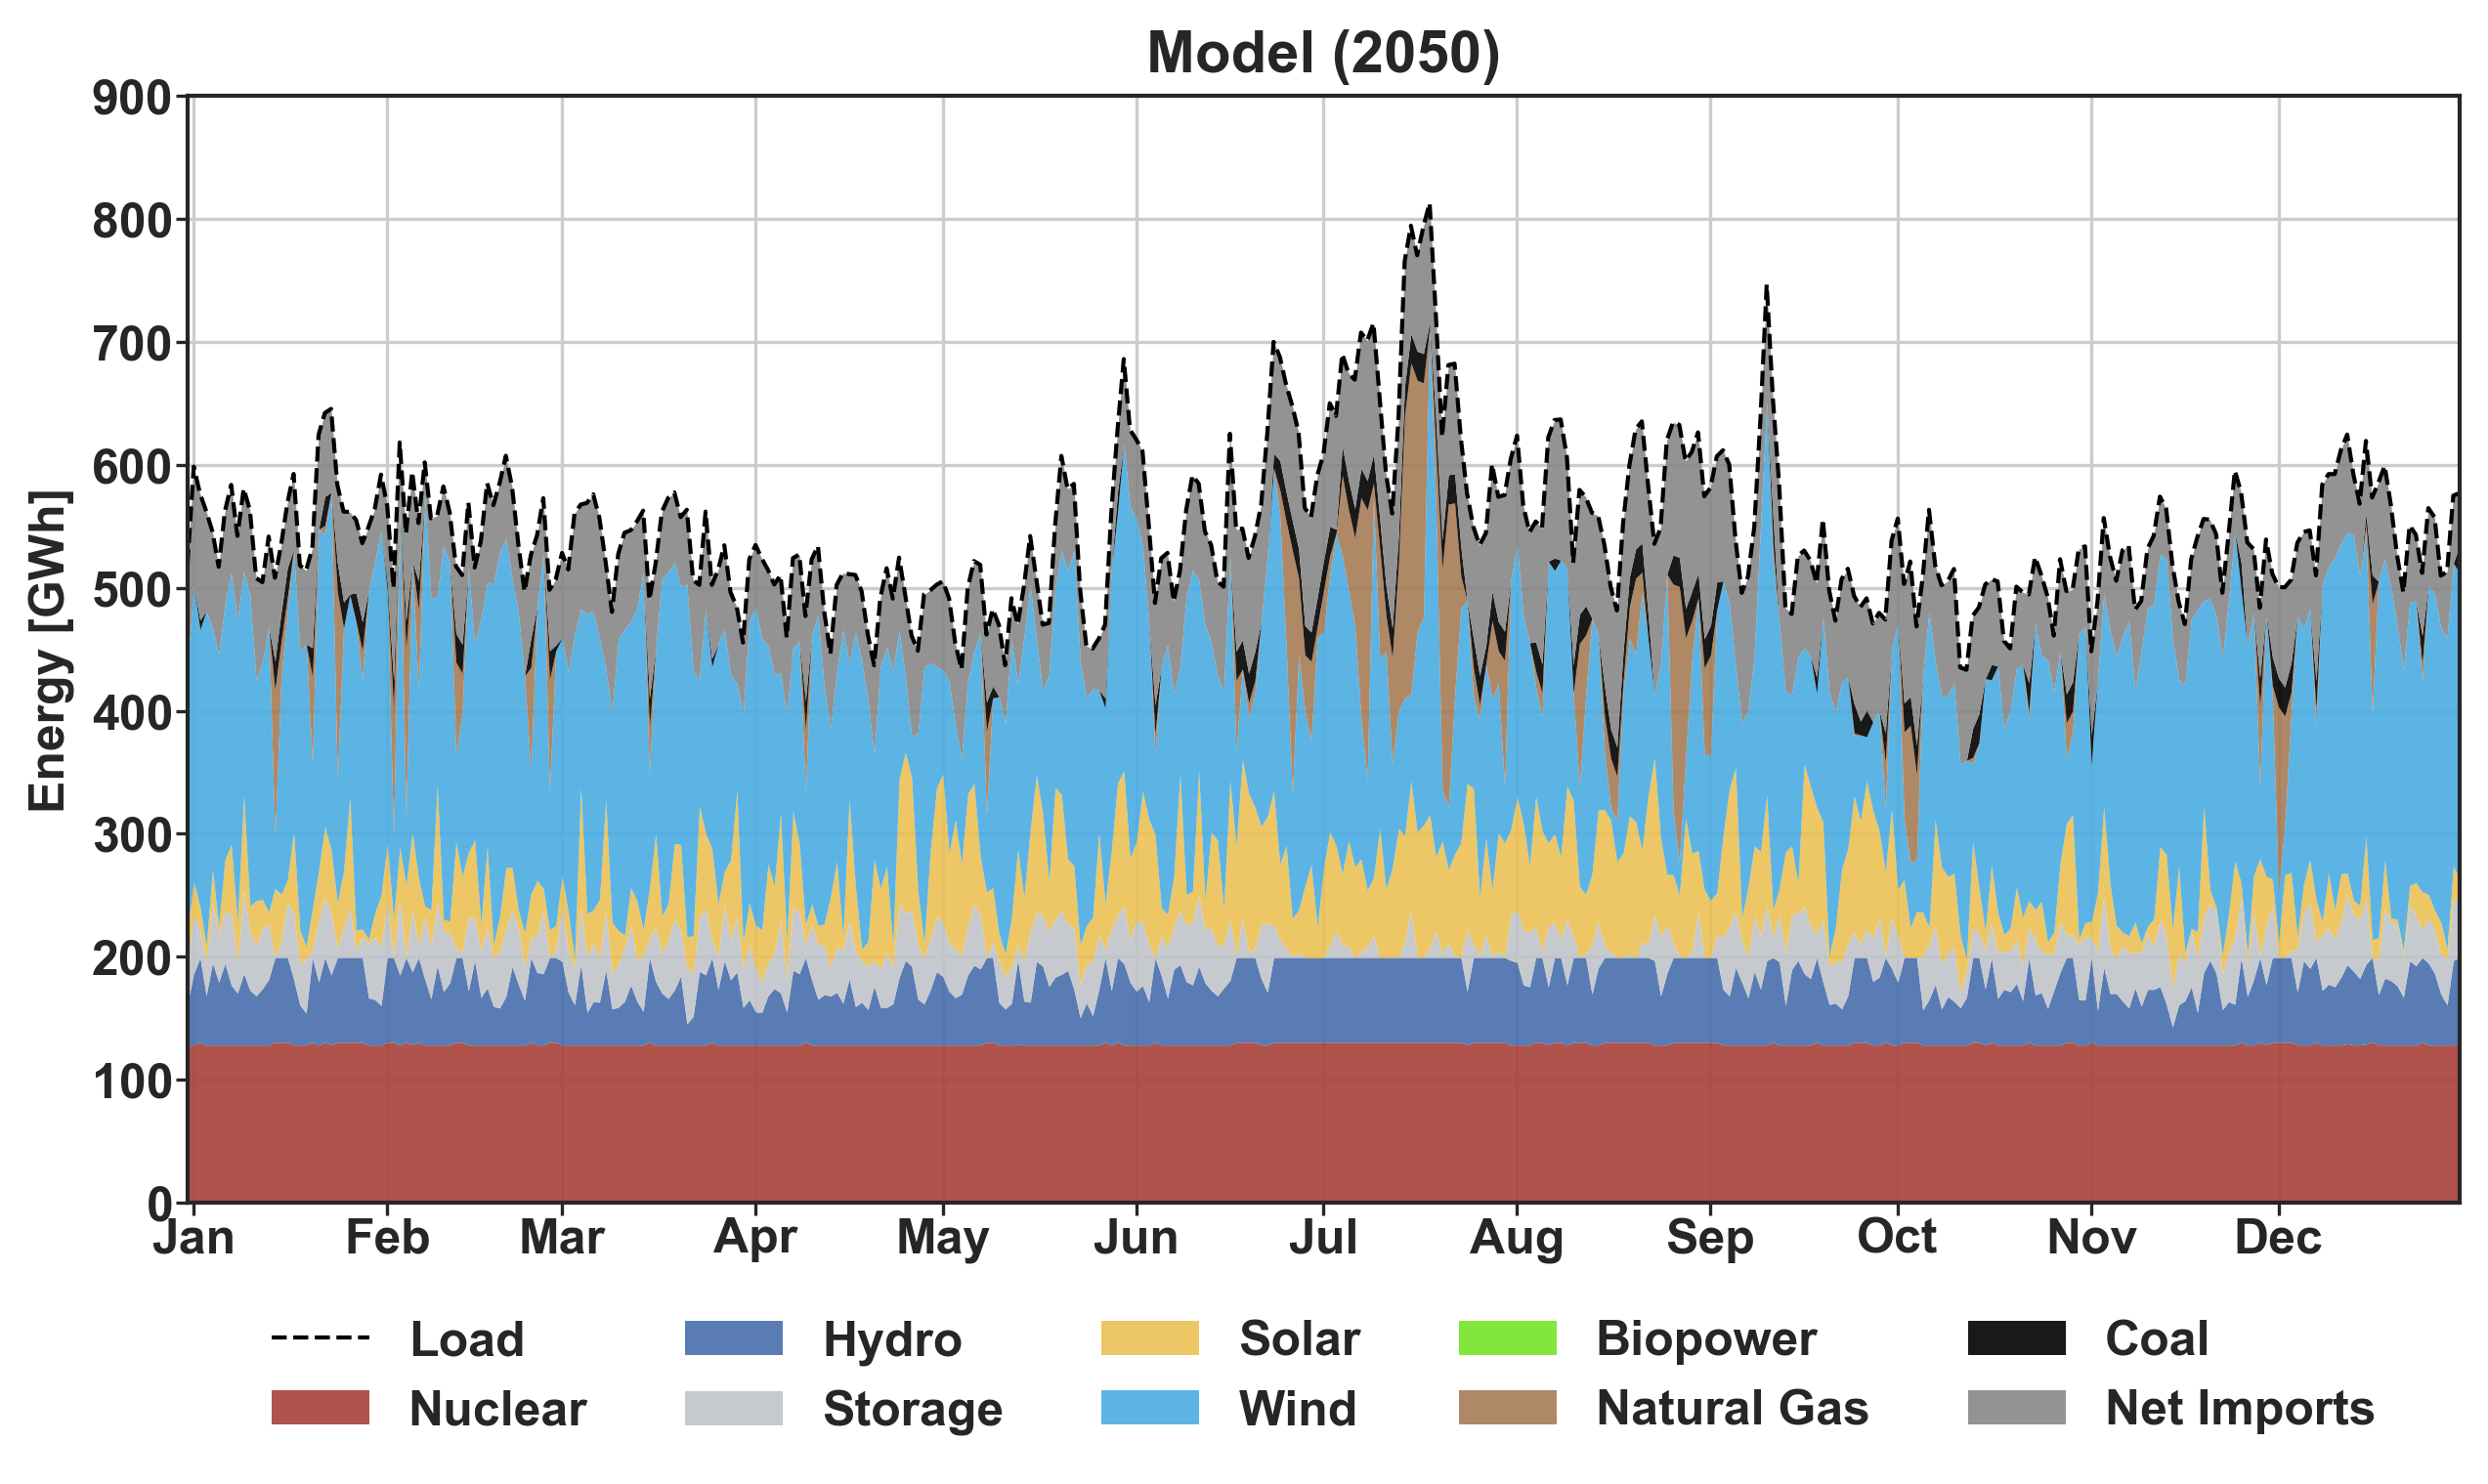 Model (2050)
Energy [GWh]
900
800
700
600
500
400
300
200
100
0
Jan Feb Mar Apr May Jun Jul Aug Sep Oct Nov Dec
Load Hydro Solar Biopower Coal
Nuclear Storage Wind Natural Gas Net Imports